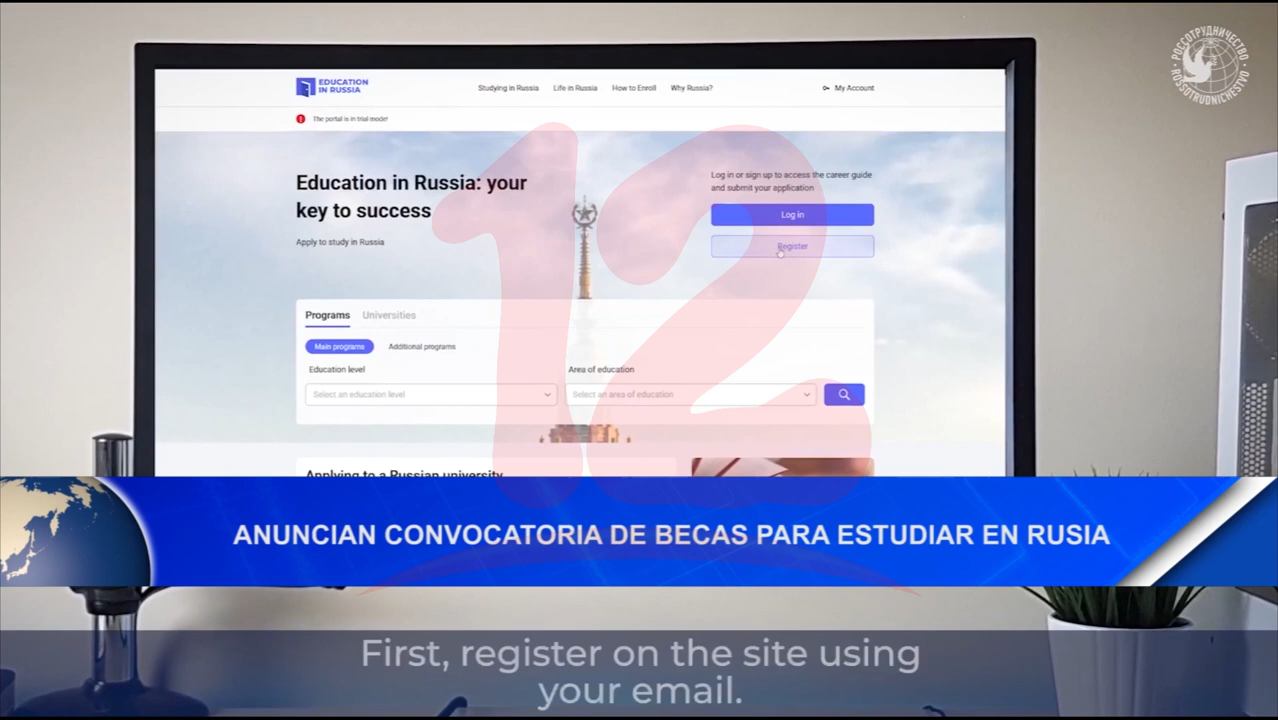 РОССОТРУДНИЧЕСТВО
ROSSOTRUDNICHESTVO
EDUCATION
IN RUSSIA
Studying in Russia
Life in Russia
How to Enroll
Why Russia?
My Account
The portal is in trial mode!
Education in Russia: your
key to success
Apply to study in Russia
Log in or sign up to access the career guide
and submit your application
Log in
Register
12
Programs
Universities
Main programs
Additional programs
Education level
Area of education
Select an education level
Select an area of education
Applying to a Russian university
ANUNCIAN CONVOCATORIA DE BECAS PARA ESTUDIAR EN RUSIA
First, register on the site using
your email.